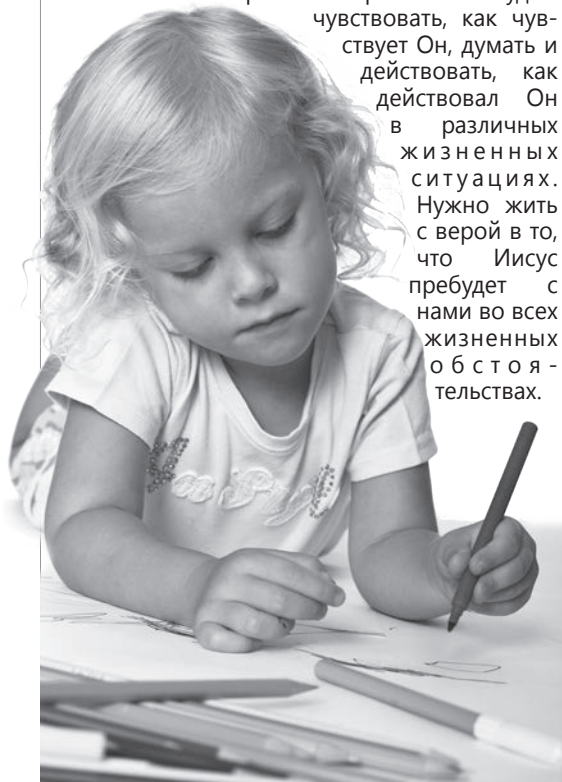 чувствовать, как чув-
ствует Он, думать и
действовать, как
действовал Он
в различных
жизненных
ситуациях.
Нужно жить
с верой в то,
что Иисус
пребудет с
нами во всех
жизненных
обстоя-
тельствах.